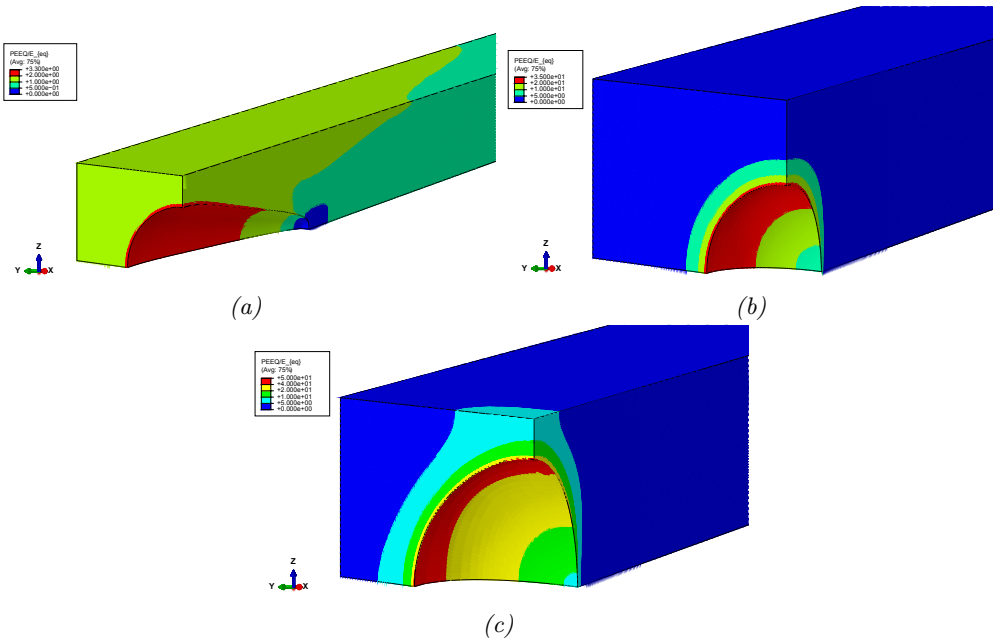 PEEQ/E_{eq}
(Avg: 75%)
+3.300e+00
+2.000e+00
+1.000e+00
+5.000e-01
+0.000e+00
Z
Y X
(a)
PEEQ/E_{eq}
(Avg: 75%)
+3.500e+01
+2.000e+01
+1.000e+01
+5.000e+00
+0.000e+00
Z
Y X
(b)
PEEQ/E_{eq}
(Avg: 75%)
+5.000e+01
+4.000e+01
+2.000e+01
+1.000e+01
+5.000e+00
+0.000e+00
Z
Y X
(c)